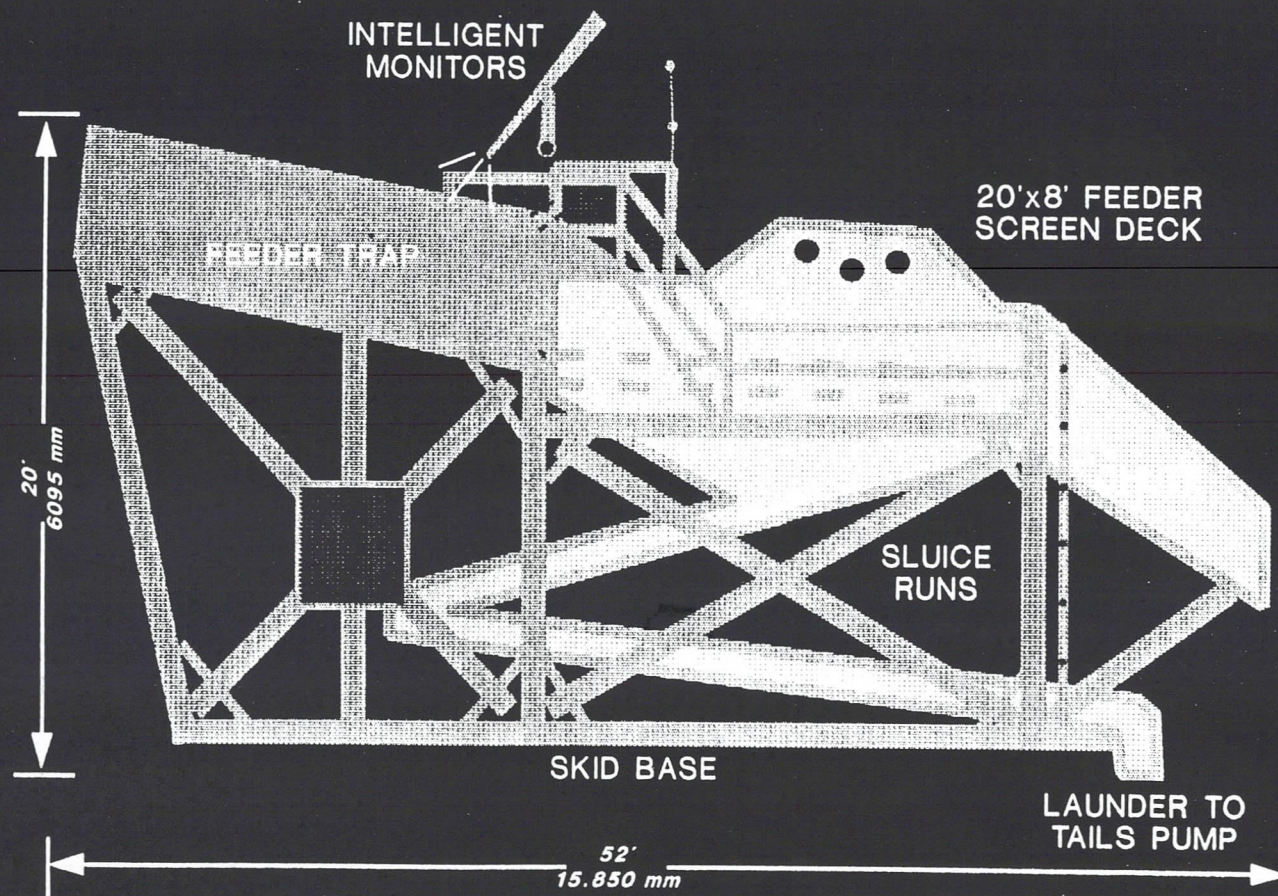 INTELLIGENT
MONITORS
20'x8' FEEDER
SCREEN DECK
FEEDER TRAP
20'
6095 mm
SLUICE
RUNS
SKID BASE
LAUNDER TO
TAILS PUMP
52'
15.850 mm